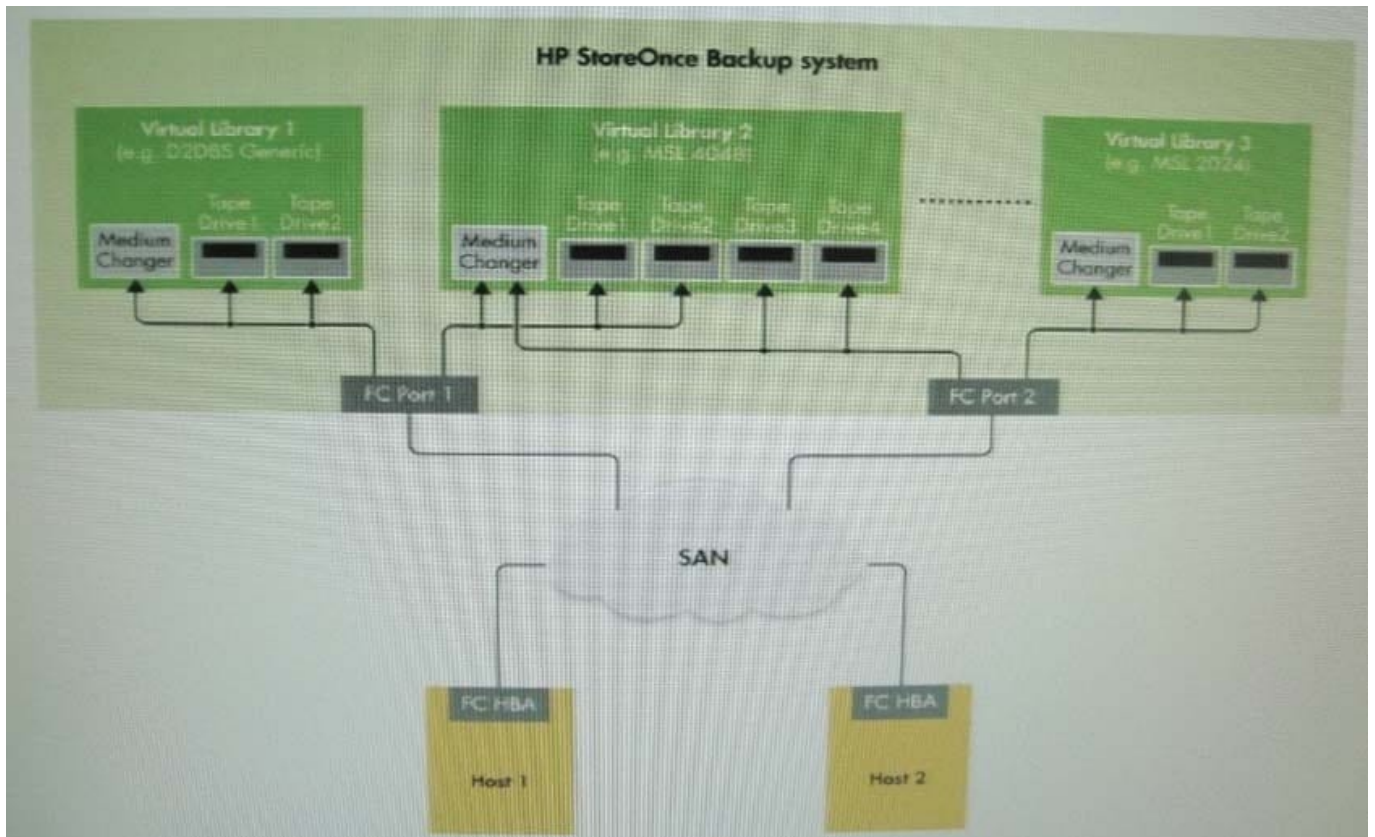 HP StoreOnce Backup system
Virtual Library 1
(e.g. D2DBS Generic)
Tape Drive1
Tape Drive2
Medium Changer
Virtual Library 2
(e.g. MSL 4048)
Tape Drive1
Tape Drive2
Tape Drive3
Tape Drive4
Medium Changer
Virtual Library 3
(e.g. MSL 2024)
Tape Drive1
Tape Drive2
Medium Changer
FC Port 1
FC Port 2
SAN
FC HBA
Host 1
FC HBA
Host 2